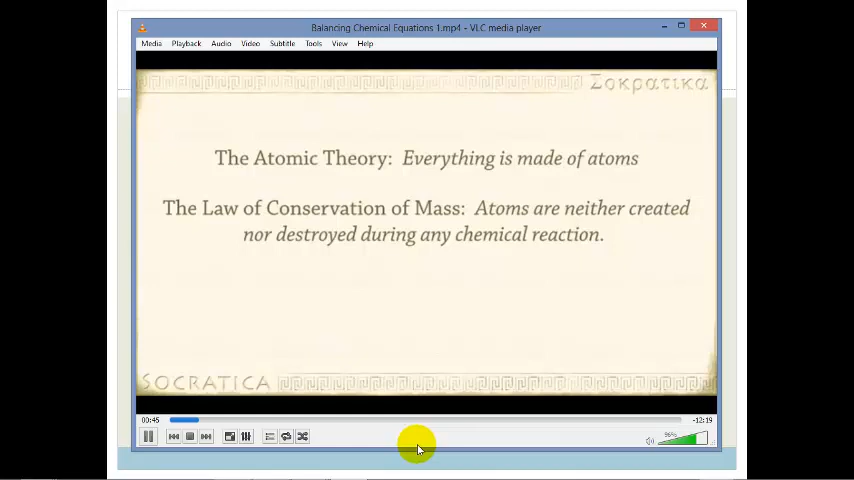 Balancing Chemical Equations 1.mp4 - VLC media player
Media Playback Audio Video Subtitle Tools View Help
Σοκρατικα
The Atomic Theory: Everything is made of atoms
The Law of Conservation of Mass: Atoms are neither created
nor destroyed during any chemical reaction.
SOCRATICA
00:45 -12:19
96%